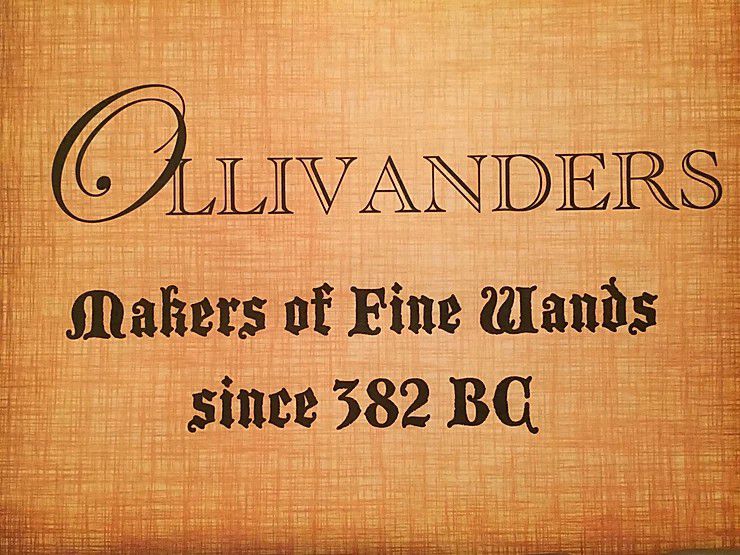 OLLIVANDERS
Makers of Fine Wands
since 382 BC